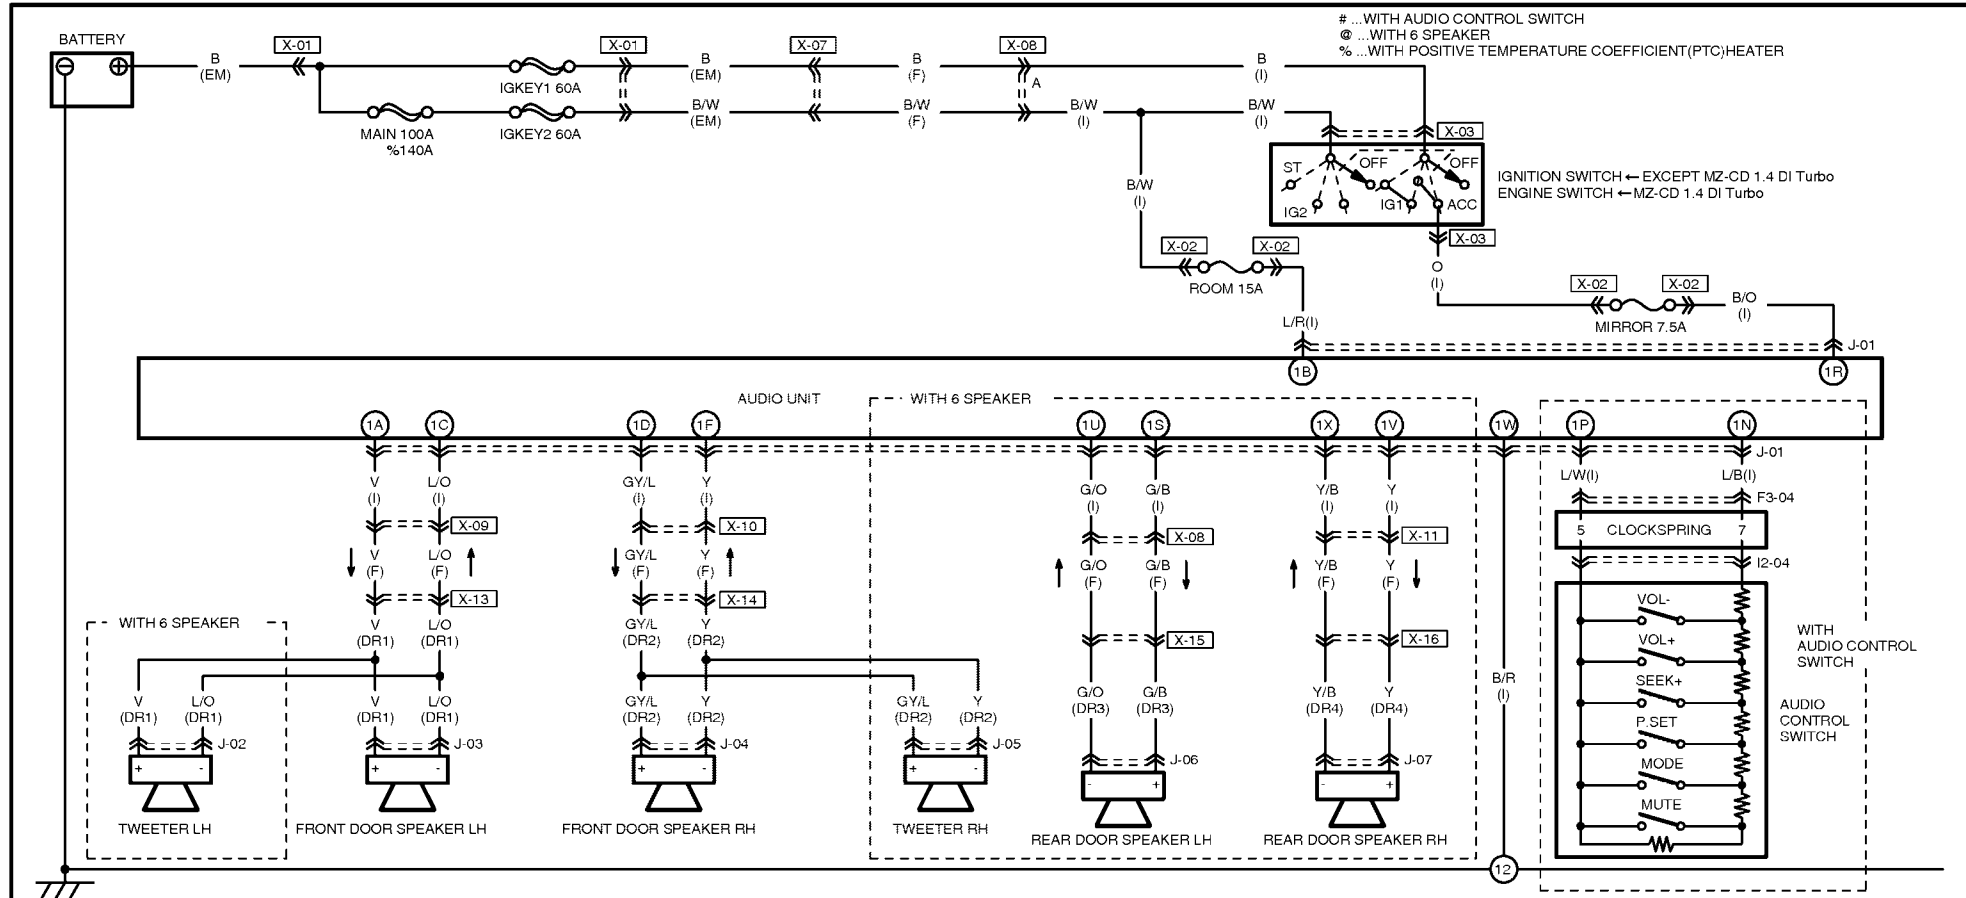 # ...WITH AUDIO CONTROL SWITCH
@ ...WITH 6 SPEAKER
% ...WITH POSITIVE TEMPERATURE COEFFICIENT(PTC)HEATER
BATTERY
X-01
X-01
X-07
X-08
B
(EM)
B
(EM)
B
(F)
B
(I)
IGKEY1 60A
A
B/W
(EM)
B/W
(F)
B/W
(I)
B/W
(I)
MAIN 100A
%140A
IGKEY2 60A
X-03
ST
OFF
OFF
IG2
IG1
ACC
IGNITION SWITCH ← EXCEPT MZ-CD 1.4 DI Turbo
ENGINE SWITCH ← MZ-CD 1.4 DI Turbo
B/W
(I)
X-03
X-02
X-02
ROOM 15A
O
(I)
X-02
X-02
MIRROR 7.5A
B/O
(I)
L/R(I)
J-01
1B
1R
AUDIO UNIT
WITH 6 SPEAKER
1A
1C
1D
1F
1U
1S
1X
1V
1W
1P
1N
J-01
V
(I)
L/O
(I)
GY/L
(I)
Y
(I)
G/O
(I)
G/B
(I)
Y/B
(I)
Y
(I)
L/W(I)
L/B(I)
F3-04
X-09
X-10
X-08
X-11
5
CLOCKSPRING
7
I2-04
V
(F)
L/O
(F)
GY/L
(F)
Y
(F)
G/O
(F)
G/B
(F)
Y/B
(F)
Y
(F)
X-13
X-14
X-15
X-16
WITH 6 SPEAKER
V
(DR1)
L/O
(DR1)
GY/L
(DR2)
Y
(DR2)
VOL-
VOL+
SEEK+
P.SET
MODE
MUTE
WITH
AUDIO CONTROL
SWITCH
AUDIO
CONTROL
SWITCH
B/R
(I)
V
(DR1)
L/O
(DR1)
V
(DR1)
L/O
(DR1)
GY/L
(DR2)
Y
(DR2)
GY/L
(DR2)
Y
(DR2)
G/O
(DR3)
G/B
(DR3)
Y/B
(DR4)
Y
(DR4)
J-02
J-03
J-04
J-05
J-06
J-07
+ -
+ -
+ -
+ -
- +
- +
TWEETER LH
FRONT DOOR SPEAKER LH
FRONT DOOR SPEAKER RH
TWEETER RH
REAR DOOR SPEAKER LH
REAR DOOR SPEAKER RH
12